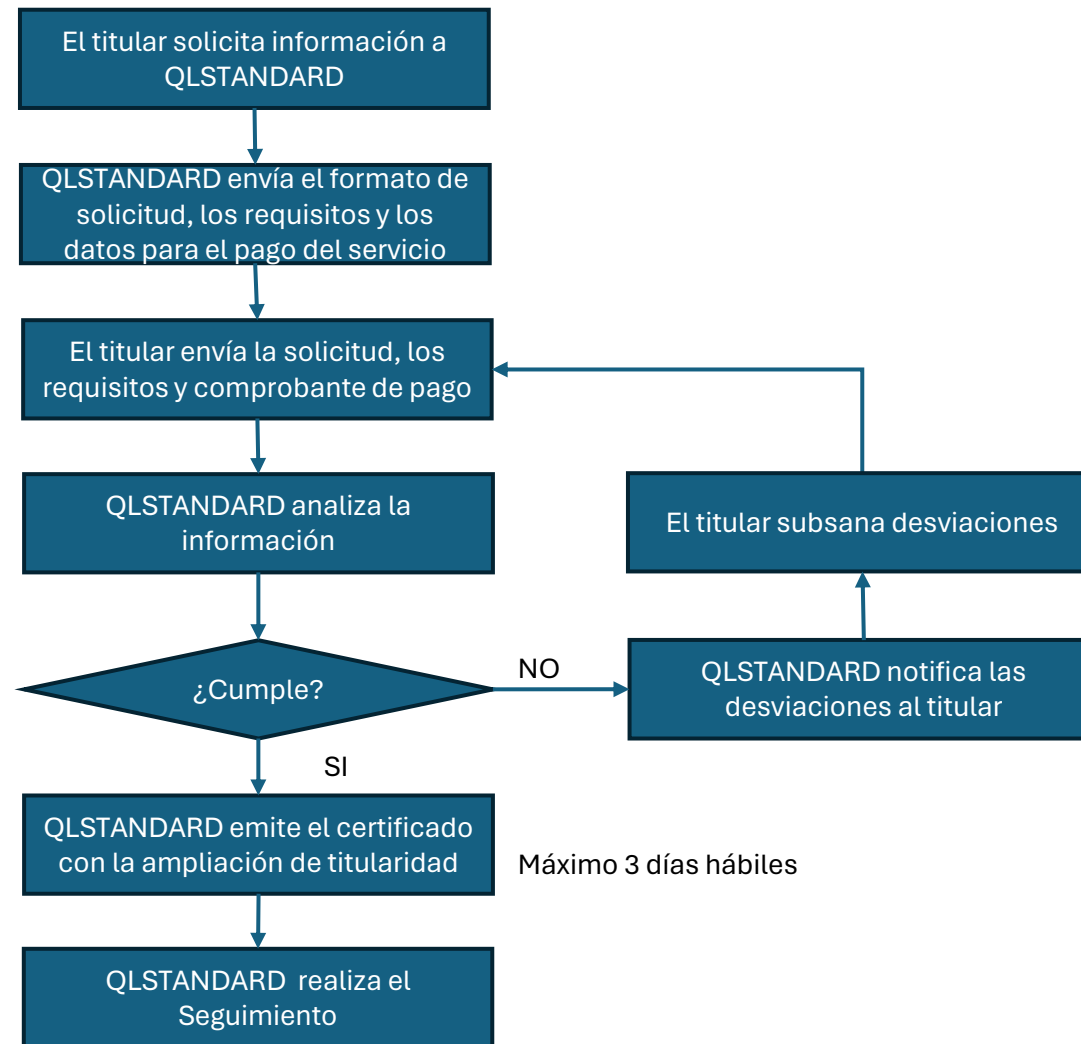 El titular solicita información a
QLSTANDARD
QLSTANDARD envía el formato de
solicitud, los requisitos y los
datos para el pago del servicio
El titular envía la solicitud, los
requisitos y comprobante de pago
QLSTANDARD analiza la
información
El titular subsana desviaciones
¿Cumple?
NO
QLSTANDARD notifica las
desviaciones al titular
SI
QLSTANDARD emite el certificado
con la ampliación de titularidad
Máximo 3 días hábiles
QLSTANDARD  realiza el
Seguimiento